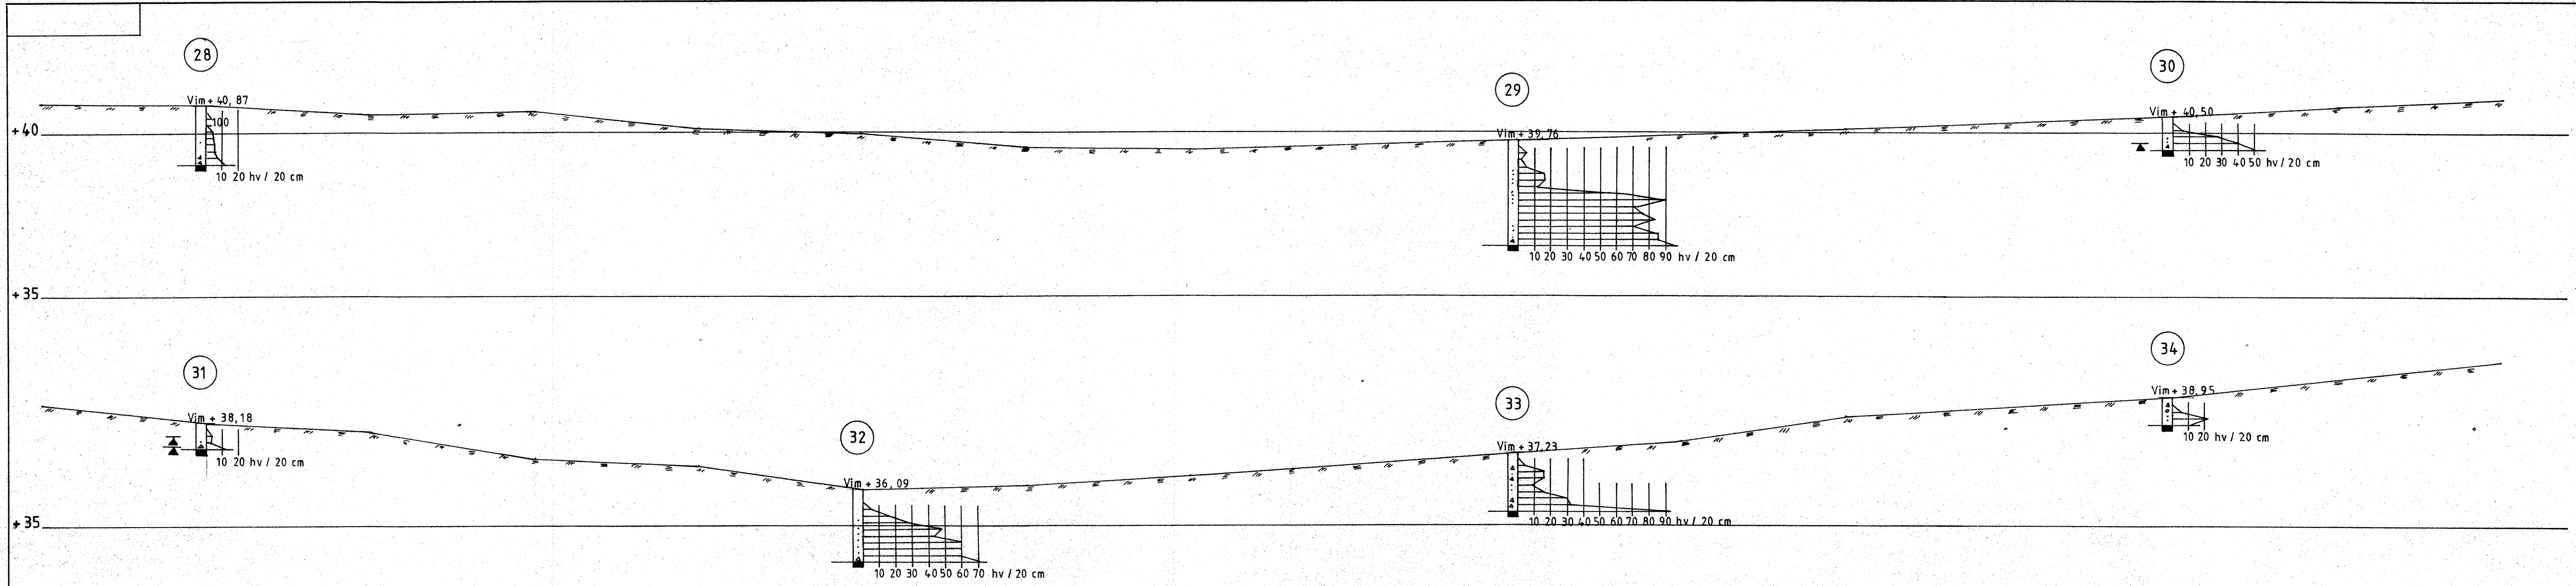 28
Vim + 40,87
100
+40
10 20 hv / 20 cm
29
Vim + 39,76
10 20 30 40 50 60 70 80 90 hv / 20 cm
30
Vim + 40,50
10 20 30 40 50 hv / 20 cm
+35
31
Vim + 38,18
10 20 hv / 20 cm
32
Vim + 36,09
10 20 30 40 50 60 70 hv / 20 cm
33
Vim + 37,23
10 20 30 40 50 60 70 80 90 hv / 20 cm
34
Vim + 38,95
10 20 hv / 20 cm
+35